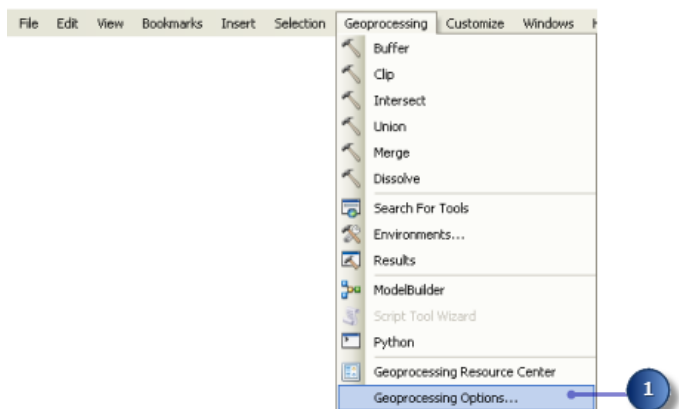 File Edit View Bookmarks Insert Selection Geoprocessing Customize Windows
Buffer
Clip
Intersect
Union
Merge
Dissolve
Search For Tools
Environments...
Results
ModelBuilder
Script Tool Wizard
Python
Geoprocessing Resource Center
Geoprocessing Options...
1